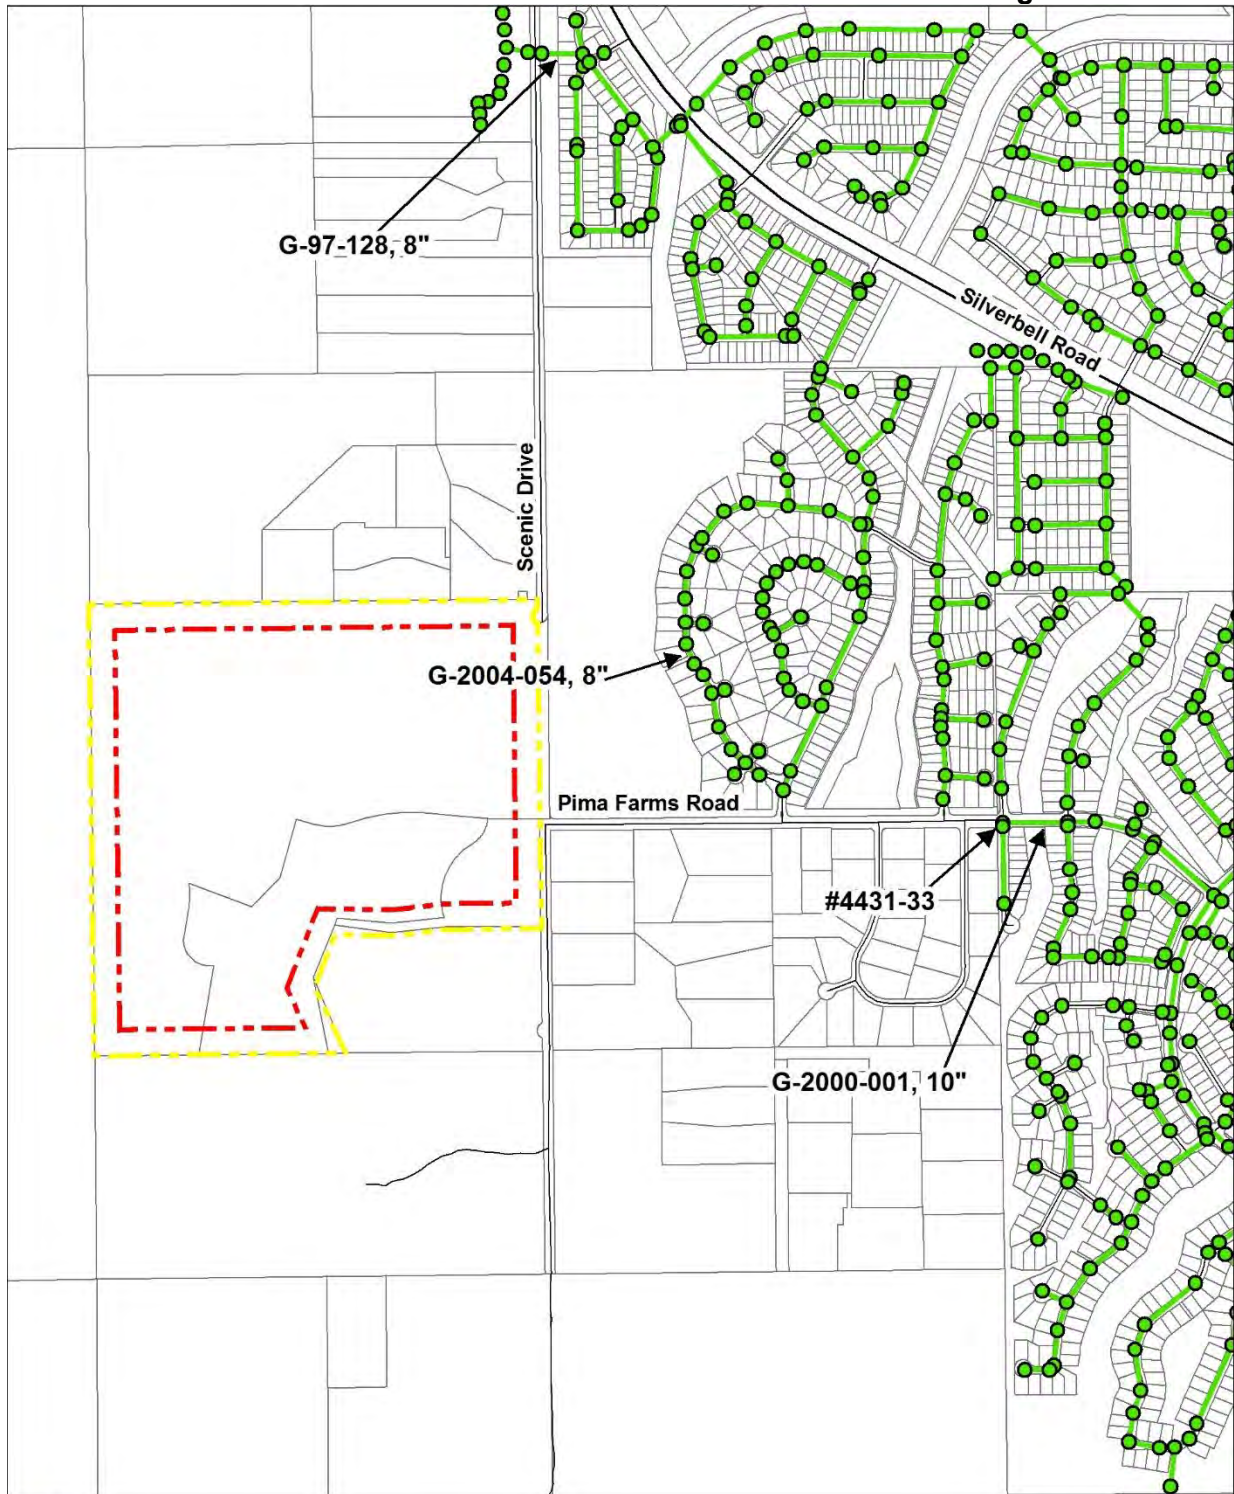 G-97-128, 8"
Silverbell Road
Scenic Drive
G-2004-054, 8"
Pima Farms Road
#4431-33
G-2000-001, 10"